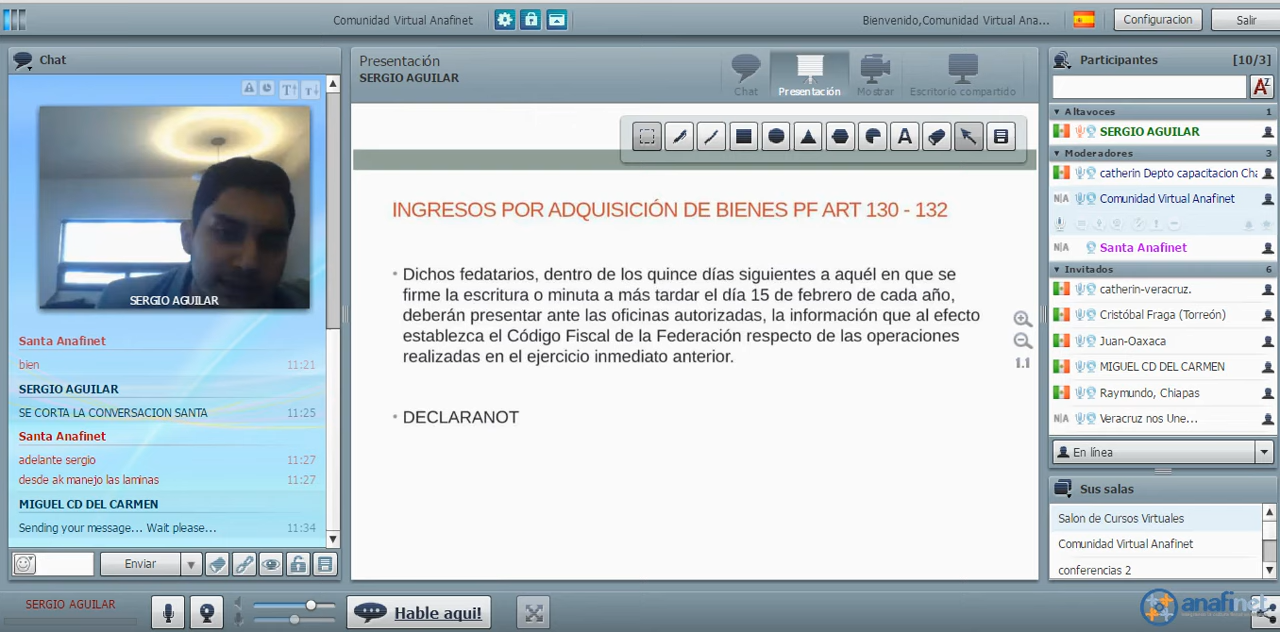 Comunidad Virtual Anafinet
Bienvenido,Comunidad Virtual Ana...
Configuracion
Salir
Chat
SERGIO AGUILAR
Santa Anafinet
bien 11:21
SERGIO AGUILAR
SE CORTA LA CONVERSACION SANTA 11:25
Santa Anafinet
adelante sergio 11:27
desde ak manejo las laminas 11:27
MIGUEL CD DEL CARMEN
Sending your message... Wait please... 11:34
Enviar
Presentación
SERGIO AGUILAR
Chat
Presentación
Mostrar
Escritorio compartido
INGRESOS POR ADQUISICIÓN DE BIENES PF ART 130 - 132
• Dichos fedatarios, dentro de los quince días siguientes a aquél en que se
firme la escritura o minuta a más tardar el día 15 de febrero de cada año,
deberán presentar ante las oficinas autorizadas, la información que al efecto
establezca el Código Fiscal de la Federación respecto de las operaciones
realizadas en el ejercicio inmediato anterior.
• DECLARANOT
1.1
Participantes [10/3]
Altavoces 1
SERGIO AGUILAR
Moderadores 3
catherin Depto capacitacion Cha
N|A Comunidad Virtual Anafinet
N|A Santa Anafinet
Invitados 6
catherin-veracruz.
Cristóbal Fraga (Torreón)
Juan-Oaxaca
MIGUEL CD DEL CARMEN
Raymundo, Chiapas
N|A Veracruz nos Une...
En línea
Sus salas
Salon de Cursos Virtuales
Comunidad Virtual Anafinet
conferencias 2
SERGIO AGUILAR
Hable aqui!
anafinet